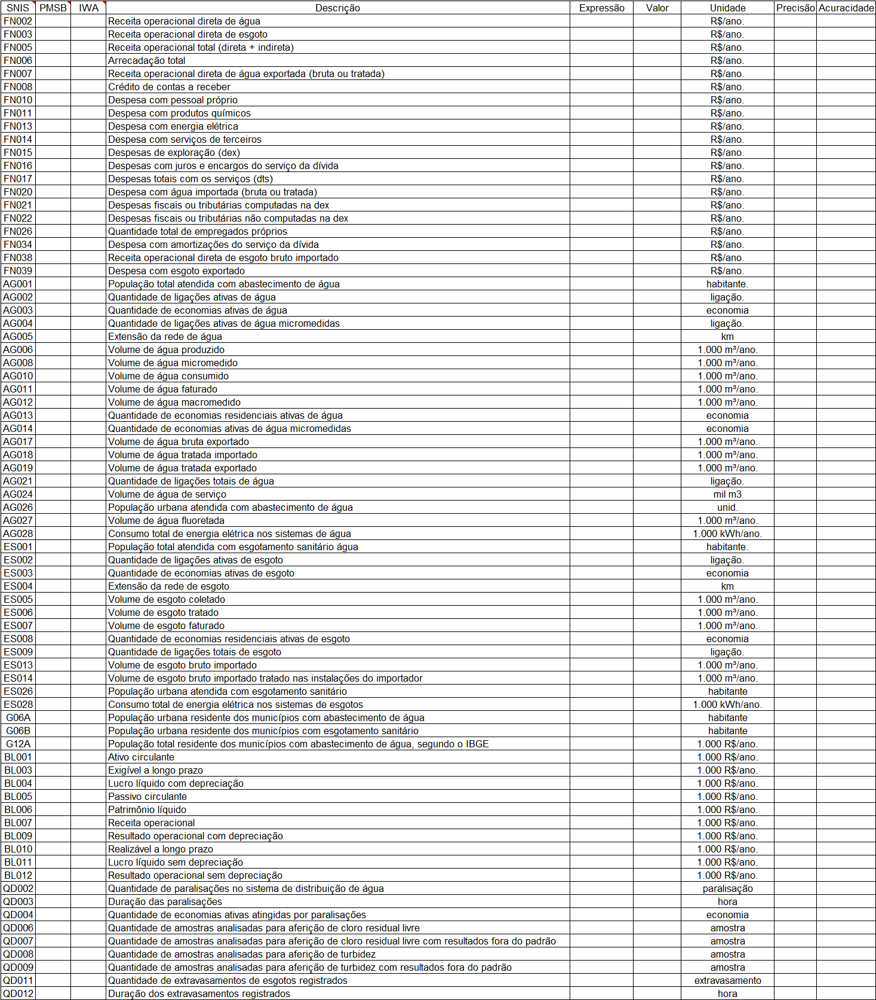 SNIS PMSB IWA Descrição Expressão Valor Unidade Precisão Acuracidade
FN002 Receita operacional direta de água R$/ano.
FN003 Receita operacional direta de esgoto R$/ano.
FN005 Receita operacional total (direta + indireta) R$/ano.
FN006 Arrecadação total R$/ano.
FN007 Receita operacional direta de água exportada (bruta ou tratada) R$/ano.
FN008 Crédito de contas a receber R$/ano.
FN010 Despesa com pessoal próprio R$/ano.
FN011 Despesa com produtos químicos R$/ano.
FN013 Despesa com energia elétrica R$/ano.
FN014 Despesa com serviços de terceiros R$/ano.
FN015 Despesas de exploração (dex) R$/ano.
FN016 Despesas com juros e encargos do serviço da dívida R$/ano.
FN017 Despesas totais com os serviços (dts) R$/ano.
FN020 Despesa com água importada (bruta ou tratada) R$/ano.
FN021 Despesas fiscais ou tributárias computadas na dex R$/ano.
FN022 Despesas fiscais ou tributárias não computadas na dex R$/ano.
FN026 Quantidade total de empregados próprios R$/ano.
FN034 Despesa com amortizações do serviço da dívida R$/ano.
FN038 Receita operacional direta de esgoto bruto importado R$/ano.
FN039 Despesa com esgoto exportado R$/ano.
AG001 População total atendida com abastecimento de água habitante.
AG002 Quantidade de ligações ativas de água ligação.
AG003 Quantidade de economias ativas de água economia
AG004 Quantidade de ligações ativas de água micromedidas ligação.
AG005 Extensão da rede de água km
AG006 Volume de água produzido 1.000 m³/ano.
AG008 Volume de água micromedido 1.000 m³/ano.
AG010 Volume de água consumido 1.000 m³/ano.
AG011 Volume de água faturado 1.000 m³/ano.
AG012 Volume de água macromedido 1.000 m³/ano.
AG013 Quantidade de economias residenciais ativas de água economia
AG014 Quantidade de economias ativas de água micromedidas economia
AG017 Volume de água bruta exportado 1.000 m³/ano.
AG018 Volume de água tratada importado 1.000 m³/ano.
AG019 Volume de água tratada exportado 1.000 m³/ano.
AG021 Quantidade de ligações totais de água ligação.
AG024 Volume de água de serviço mil m3
AG026 População urbana atendida com abastecimento de água unid.
AG027 Volume de água fluoretada 1.000 m³/ano.
AG028 Consumo total de energia elétrica nos sistemas de água 1.000 kWh/ano.
ES001 População total atendida com esgotamento sanitário água habitante.
ES002 Quantidade de ligações ativas de esgoto ligação.
ES003 Quantidade de economias ativas de esgoto economia
ES004 Extensão da rede de esgoto km
ES005 Volume de esgoto coletado 1.000 m³/ano.
ES006 Volume de esgoto tratado 1.000 m³/ano.
ES007 Volume de esgoto faturado 1.000 m³/ano.
ES008 Quantidade de economias residenciais ativas de esgoto economia
ES009 Quantidade de ligações totais de esgoto ligação.
ES013 Volume de esgoto bruto importado 1.000 m³/ano.
ES014 Volume de esgoto bruto importado tratado nas instalações do importador 1.000 m³/ano.
ES026 População urbana atendida com esgotamento sanitário habitante
ES028 Consumo total de energia elétrica nos sistemas de esgotos 1.000 kWh/ano.
G06A População urbana residente dos municípios com abastecimento de água habitante
G06B População urbana residente dos municípios com esgotamento sanitário habitante
G12A População total residente dos municípios com abastecimento de água, segundo o IBGE 1.000 R$/ano.
BL001 Ativo circulante 1.000 R$/ano.
BL003 Exigível a longo prazo 1.000 R$/ano.
BL004 Lucro líquido com depreciação 1.000 R$/ano.
BL005 Passivo circulante 1.000 R$/ano.
BL006 Patrimônio líquido 1.000 R$/ano.
BL007 Receita operacional 1.000 R$/ano.
BL009 Resultado operacional com depreciação 1.000 R$/ano.
BL010 Realizável a longo prazo 1.000 R$/ano.
BL011 Lucro líquido sem depreciação 1.000 R$/ano.
BL012 Resultado operacional sem depreciação 1.000 R$/ano.
QD002 Quantidade de paralisações no sistema de distribuição de água paralisação
QD003 Duração das paralisações hora
QD004 Quantidade de economias ativas atingidas por paralisações economia
QD006 Quantidade de amostras analisadas para aferição de cloro residual livre amostra
QD007 Quantidade de amostras analisadas para aferição de cloro residual livre com resultados fora do padrão amostra
QD008 Quantidade de amostras analisadas para aferição de turbidez amostra
QD009 Quantidade de amostras analisadas para aferição de turbidez com resultados fora do padrão amostra
QD011 Quantidade de extravasamentos de esgotos registrados extravasamento
QD012 Duração dos extravasamentos registrados hora